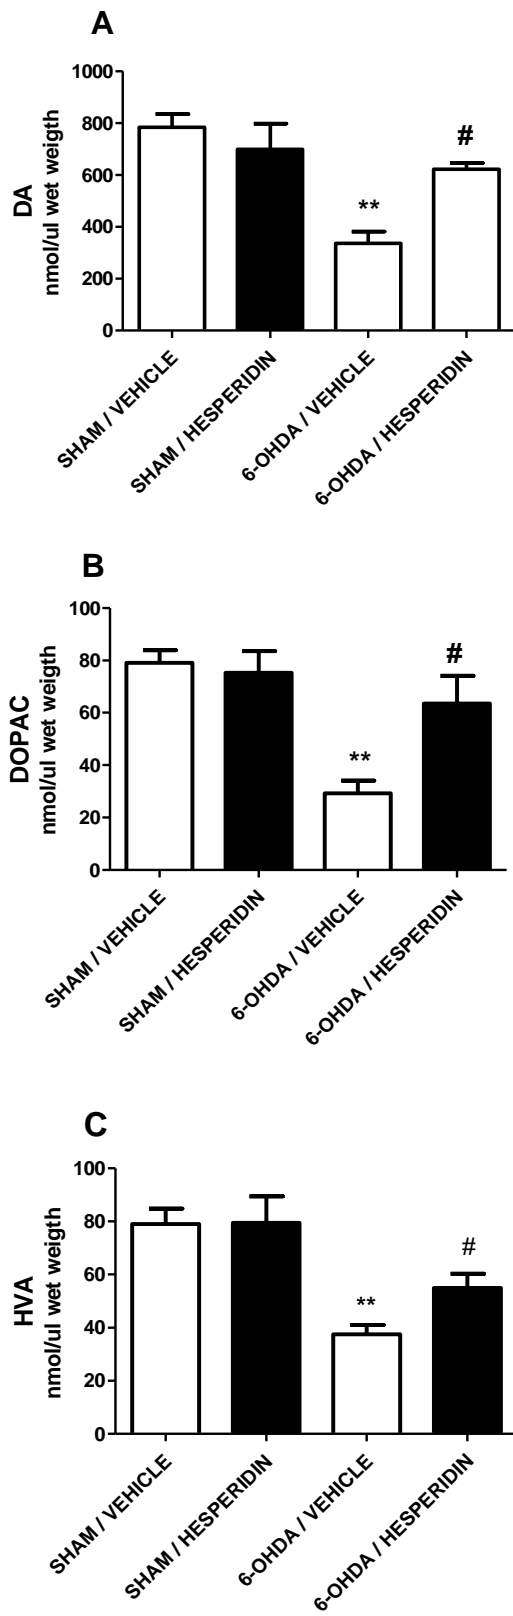 A
DA
nmol/ul wet weigth
1000
800
600
400
200
0
**
#
SHAM / VEHICLE
SHAM / HESPERIDIN
6-OHDA / VEHICLE
6-OHDA / HESPERIDIN
B
DOPAC
nmol/ul wet weigth
100
80
60
40
20
0
**
#
SHAM / VEHICLE
SHAM / HESPERIDIN
6-OHDA / VEHICLE
6-OHDA / HESPERIDIN
C
HVA
nmol/ul wet weigth
100
80
60
40
20
0
**
#
SHAM / VEHICLE
SHAM / HESPERIDIN
6-OHDA / VEHICLE
6-OHDA / HESPERIDIN